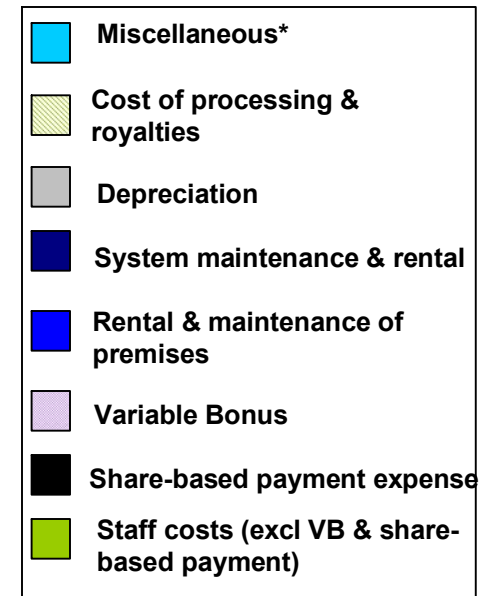 Miscellaneous*
Cost of processing &
royalties
Depreciation
System maintenance & rental
Rental & maintenance of
premises
Variable Bonus
Share-based payment expense
Staff costs (excl VB & share-
based payment)